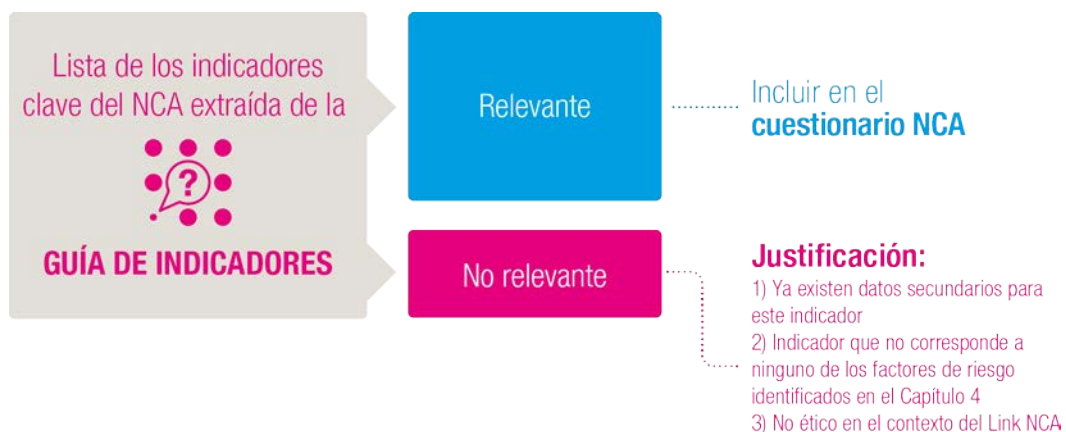 Lista de los indicadores
clave del NCA extraída de la
?
GUÍA DE INDICADORES
Relevante
Incluir en el
cuestionario NCA
No relevante
Justificación:
1) Ya existen datos secundarios para
este indicador
2) Indicador que no corresponde a
ninguno de los factores de riesgo
identificados en el Capítulo 4
3) No ético en el contexto del Link NCA